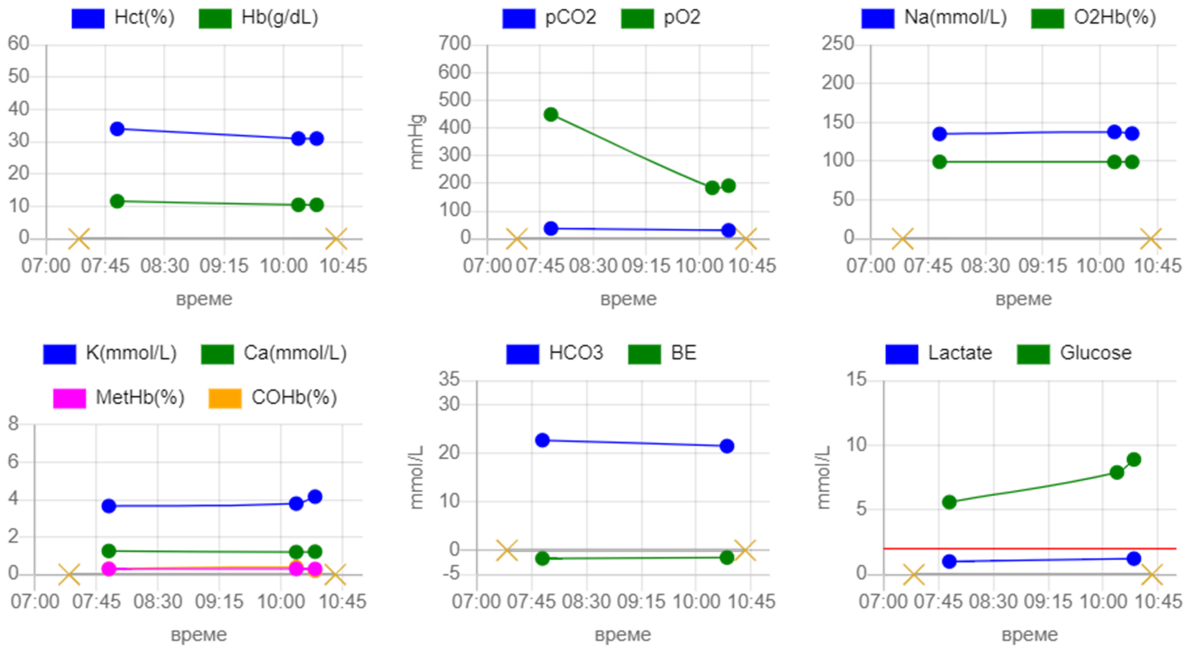 Hct(%) Hb(g/dL)
60
50
40
30
20
10
0
07:00 07:45 08:30 09:15 10:00 10:45
време
pCO2 pO2
mmHg
700
600
500
400
300
200
100
0
07:00 07:45 08:30 09:15 10:00 10:45
време
Na(mmol/L) O2Hb(%)
250
200
150
100
50
0
07:00 07:45 08:30 09:15 10:00 10:45
време
K(mmol/L) Ca(mmol/L)
MetHb(%) COHb(%)
8
6
4
2
0
07:00 07:45 08:30 09:15 10:00 10:45
време
HCO3 BE
mmol/L
35
30
20
10
0
-5
07:00 07:45 08:30 09:15 10:00 10:45
време
Lactate Glucose
mmol/L
15
10
5
0
07:00 07:45 08:30 09:15 10:00 10:45
време